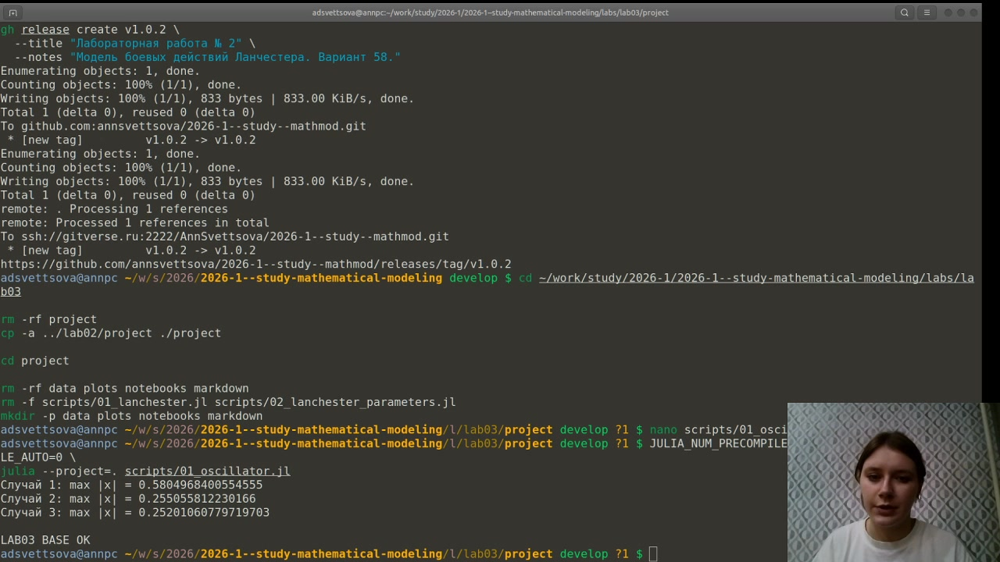 adsvettsova@annpc:~/work/study/2026-1/2026-1--study-mathematical-modeling/labs/lab03/project
gh release create v1.0.2 \
--title "Лабораторная работа № 2" \
--notes "Модель боевых действий Ланчестера. Вариант 58."
Enumerating objects: 1, done.
Counting objects: 100% (1/1), done.
Writing objects: 100% (1/1), 833 bytes | 833.00 KiB/s, done.
Total 1 (delta 0), reused 0 (delta 0)
To github.com:annsvettsova/2026-1--study--mathmod.git
* [new tag] v1.0.2 -> v1.0.2
Enumerating objects: 1, done.
Counting objects: 100% (1/1), done.
Writing objects: 100% (1/1), 833 bytes | 833.00 KiB/s, done.
Total 1 (delta 0), reused 0 (delta 0)
remote: . Processing 1 references
remote: Processed 1 references in total
To ssh://gitverse.ru:2222/AnnSvettsova/2026-1--study--mathmod.git
* [new tag] v1.0.2 -> v1.0.2
https://github.com/annsvettsova/2026-1--study--mathmod/releases/tag/v1.0.2
adsvettsova@annpc ~/w/s/2026/2026-1--study-mathematical-modeling develop $ cd ~/work/study/2026-1/2026-1--study-mathematical-modeling/labs/la
b03
rm -rf project
cp -a ../lab02/project ./project
cd project
rm -rf data plots notebooks markdown
rm -f scripts/01_lanchester.jl scripts/02_lanchester_parameters.jl
mkdir -p data plots notebooks markdown
adsvettsova@annpc ~/w/s/2026/2026-1--study-mathematical-modeling/l/lab03/project develop ?1 $ nano scripts/01_osci
adsvettsova@annpc ~/w/s/2026/2026-1--study-mathematical-modeling/l/lab03/project develop ?1 $ JULIA_NUM_PRECOMPILE
LE_AUTO=0 \
julia --project=. scripts/01_oscillator.jl
Случай 1: max |x| = 0.5804968400554555
Случай 2: max |x| = 0.255055812230166
Случай 3: max |x| = 0.25201060779719703
LAB03 BASE OK
adsvettsova@annpc ~/w/s/2026/2026-1--study-mathematical-modeling/l/lab03/project develop ?1 $